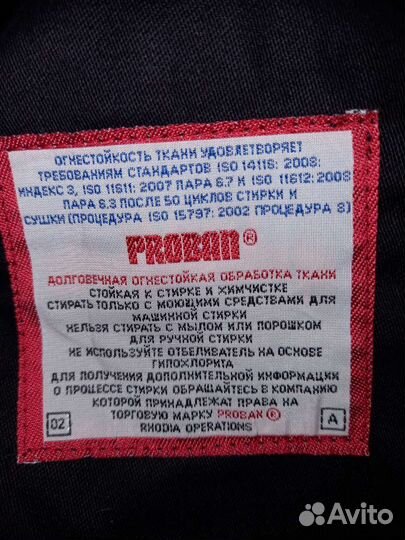 ОГНЕСТОЙКОСТЬ ТКАНИ УДОВЛЕТВОРЯЕТ
ТРЕБОВАНИЯМ СТАНДАРТОВ ISO 14116: 2008:
ИНДЕКС 3, ISO 11611: 2007 ПАРА 6.7 И ISO 11612: 2008
ПАРА 6.3 ПОСЛЕ 50 ЦИКЛОВ СТИРКИ И
СУШКИ (ПРОЦЕДУРА ISO 15797: 2002 ПРОЦЕДУРА 8)
PROBAN®
ДОЛГОВЕЧНАЯ ОГНЕСТОЙКАЯ ОБРАБОТКА ТКАНИ
СТОЙКАЯ К СТИРКЕ И ХИМЧИСТКЕ
СТИРАТЬ ТОЛЬКО С МОЮЩИМИ СРЕДСТВАМИ ДЛЯ
МАШИННОЙ СТИРКИ
НЕЛЬЗЯ СТИРАТЬ С МЫЛОМ ИЛИ ПОРОШКОМ
ДЛЯ РУЧНОЙ СТИРКИ
НЕ ИСПОЛЬЗУЙТЕ ОТБЕЛИВАТЕЛЬ НА ОСНОВЕ
ГИПОХЛОРИТА
ДЛЯ ПОЛУЧЕНИЯ ДОПОЛНИТЕЛЬНОЙ ИНФОРМАЦИИ
О ПРОЦЕССЕ СТИРКИ ОБРАЩАЙТЕСЬ В КОМПАНИЮ
КОТОРОЙ ПРИНАДЛЕЖАТ ПРАВА НА
ТОРГОВУЮ МАРКУ PROBAN ®
02 RHODIA OPERATIONS A
Avito